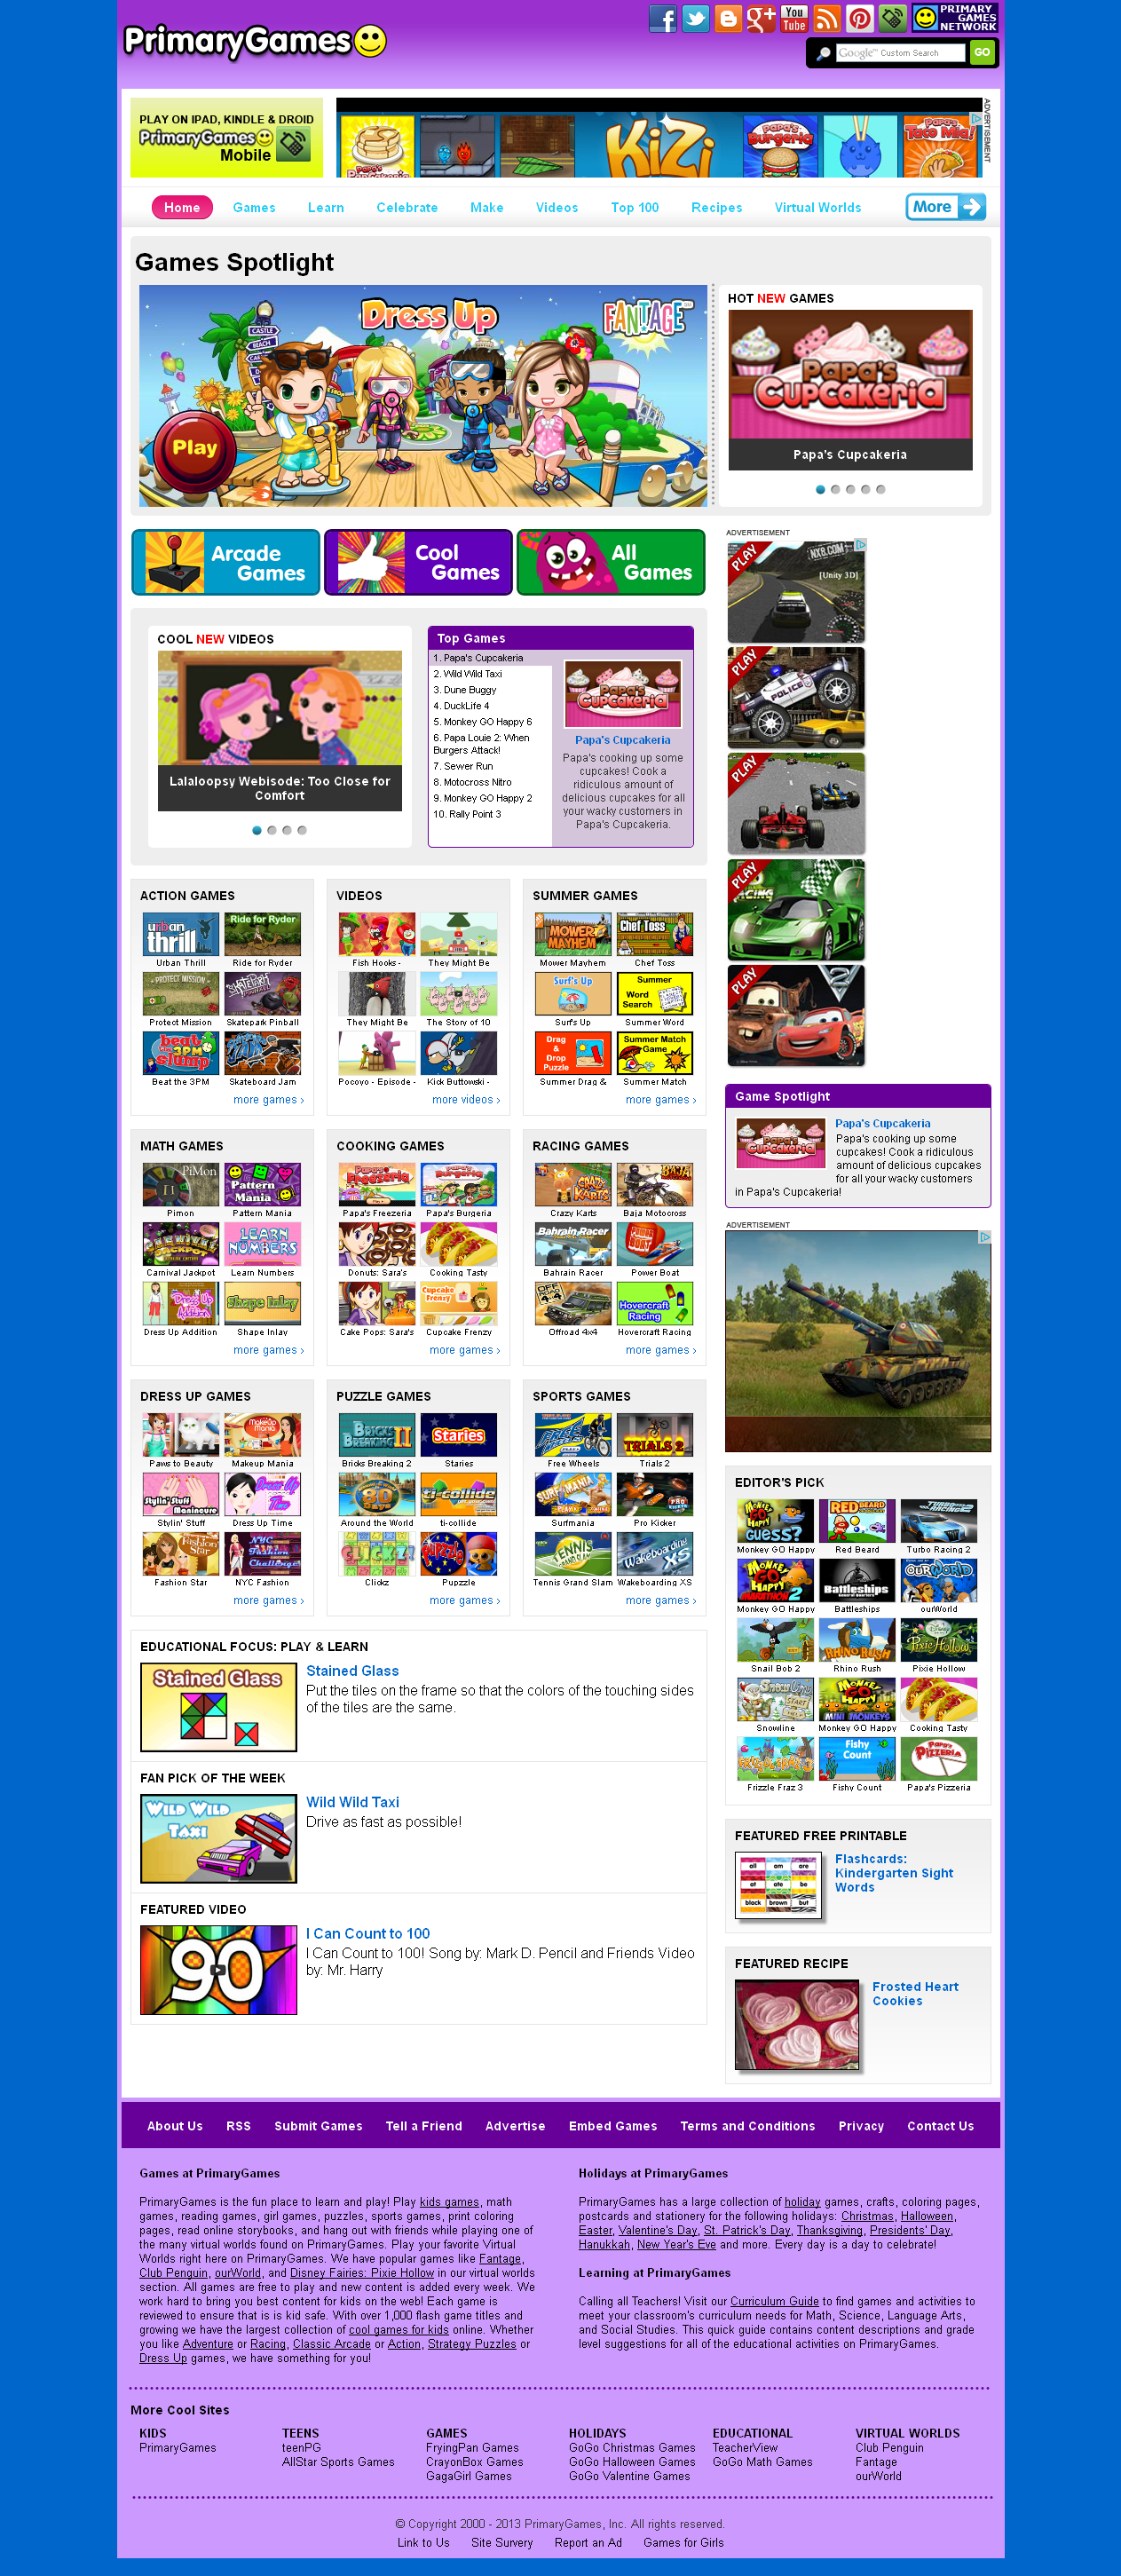 PrimaryGames
PRIMARY GAMES NETWORK
You Tube
Google™ Custom Search
GO
PLAY ON IPAD, KINDLE & DROID
PrimaryGames
Mobile
Kizi
Papa's Burgeria
Papa's Taco Mia!
ADVERTISEMENT
Home
Games
Learn
Celebrate
Make
Videos
Top 100
Recipes
Virtual Worlds
More
Games Spotlight
Dress Up
FANTAGE
CASTLE
BEACH
Play
HOT NEW GAMES
Papa's Cupcakeria
Papa's Cupcakeria
Arcade Games
Cool Games
All Games
COOL NEW VIDEOS
Lalaloopsy Webisode: Too Close for
Comfort
Top Games
1. Papa's Cupcakeria
2. Wild Wild Taxi
3. Dune Buggy
4. DuckLife 4
5. Monkey GO Happy 6
6. Papa Louie 2: When
Burgers Attack!
7. Sewer Run
8. Motocross Nitro
9. Monkey GO Happy 2
10. Rally Point 3
Papa's Cupcakeria
Papa's Cupcakeria
Papa's cooking up some
cupcakes! Cook a
ridiculous amount of
delicious cupcakes for all
your wacky customers in
Papa's Cupcakeria.
ADVERTISEMENT
PLAY
NX8.COM
[Unity 3D]
PLAY
POLICE
PLAY
PLAY
RACING
PLAY
ACTION GAMES
Urban Thrill
Ride for Ryder
Protect Mission
Skatepark Pinball
Beat the 3PM
Skateboard Jam
more games ›
VIDEOS
Fish Hooks -
They Might Be
They Might Be
The Story of 10
Pocoyo - Episode -
Kick Buttowski -
more videos ›
SUMMER GAMES
Mower Mayhem
Chef Toss
Surf's Up
Summer Word
Summer Drag &
Summer Match
more games ›
MATH GAMES
Pimon
Pattern Mania
Carnival Jackpot
Learn Numbers
Dress Up Addition
Shape Inlay
more games ›
COOKING GAMES
Papa's Freezeria
Papa's Burgeria
Donuts: Sara's
Cooking Tasty
Cake Pops: Sara's
Cupcake Frenzy
more games ›
RACING GAMES
Crazy Karts
Baja Motocross
Bahrain Racer
Power Boat
Offroad 4x4
Hovercraft Racing
more games ›
Game Spotlight
Papa's Cupcakeria
Papa's Cupcakeria
Papa's cooking up some
cupcakes! Cook a ridiculous
amount of delicious cupcakes
for all your wacky customers
in Papa's Cupcakeria!
ADVERTISEMENT
DRESS UP GAMES
Paws to Beauty
Makeup Mania
Stylin' Stuff
Dress Up Time
Fashion Star
NYC Fashion
more games ›
PUZZLE GAMES
Bricks Breaking 2
Staries
Around the World
ti-collide
Clickz
Pupzzle
more games ›
SPORTS GAMES
Free Wheels
Trials 2
Surfmania
Pro Kicker
Tennis Grand Slam
Wakeboarding XS
more games ›
EDITOR'S PICK
Monkey GO Happy
Red Beard
Turbo Racing 2
Monkey GO Happy
Battleships
ourWorld
Snail Bob 2
Rhino Rush
Pixie Hollow
Snowline
Monkey GO Happy
Cooking Tasty
Frizzle Fraz 3
Fishy Count
Papa's Pizzeria
EDUCATIONAL FOCUS: PLAY & LEARN
Stained Glass
Stained Glass
Put the tiles on the frame so that the colors of the touching sides
of the tiles are the same.
FAN PICK OF THE WEEK
WILD WILD TAXI
Wild Wild Taxi
Drive as fast as possible!
FEATURED VIDEO
90
I Can Count to 100
I Can Count to 100! Song by: Mark D. Pencil and Friends Video
by: Mr. Harry
FEATURED FREE PRINTABLE
all am are
at ate be
black brown but
Flashcards:
Kindergarten Sight
Words
FEATURED RECIPE
Frosted Heart
Cookies
About Us
RSS
Submit Games
Tell a Friend
Advertise
Embed Games
Terms and Conditions
Privacy
Contact Us
Games at PrimaryGames
PrimaryGames is the fun place to learn and play! Play kids games, math
games, reading games, girl games, puzzles, sports games, print coloring
pages, read online storybooks, and hang out with friends while playing one of
the many virtual worlds found on PrimaryGames. Play your favorite Virtual
Worlds right here on PrimaryGames. We have popular games like Fantage,
Club Penguin, ourWorld, and Disney Fairies: Pixie Hollow in our virtual worlds
section. All games are free to play and new content is added every week. We
work hard to bring you best content for kids on the web! Each game is
reviewed to ensure that is is kid safe. With over 1,000 flash game titles and
growing we have the largest collection of cool games for kids online. Whether
you like Adventure or Racing, Classic Arcade or Action, Strategy Puzzles or
Dress Up games, we have something for you!
Holidays at PrimaryGames
PrimaryGames has a large collection of holiday games, crafts, coloring pages,
postcards and stationery for the following holidays: Christmas, Halloween,
Easter, Valentine's Day, St. Patrick's Day, Thanksgiving, Presidents' Day,
Hanukkah, New Year's Eve and more. Every day is a day to celebrate!
Learning at PrimaryGames
Calling all Teachers! Visit our Curriculum Guide to find games and activities to
meet your classroom's curriculum needs for Math, Science, Language Arts,
and Social Studies. This quick guide contains content descriptions and grade
level suggestions for all of the educational activities on PrimaryGames.
More Cool Sites
KIDS
PrimaryGames
TEENS
teenPG
AllStar Sports Games
GAMES
FryingPan Games
CrayonBox Games
GagaGirl Games
HOLIDAYS
GoGo Christmas Games
GoGo Halloween Games
GoGo Valentine Games
EDUCATIONAL
TeacherView
GoGo Math Games
VIRTUAL WORLDS
Club Penguin
Fantage
ourWorld
© Copyright 2000 - 2013 PrimaryGames, Inc. All rights reserved.
Link to Us
Site Survery
Report an Ad
Games for Girls